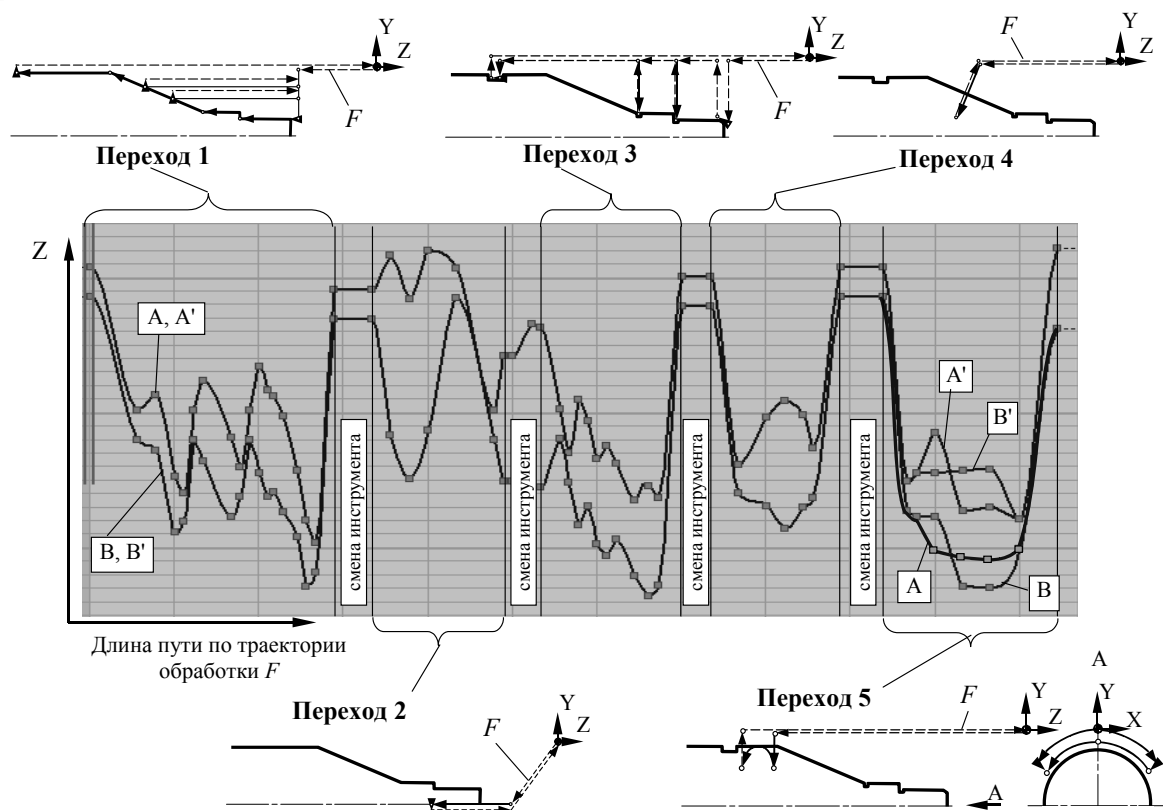 Y
Z
F
Переход 1
Y
Z
F
Переход 3
Y
Z
F
Переход 4
Z
A, A'
B, B'
смена инструмента
смена инструмента
смена инструмента
смена инструмента
A'
B'
A
B
Длина пути по траектории
обработки F
Переход 2
F
Y
Z
Переход 5
F
Y
Z
A
A
Y
X